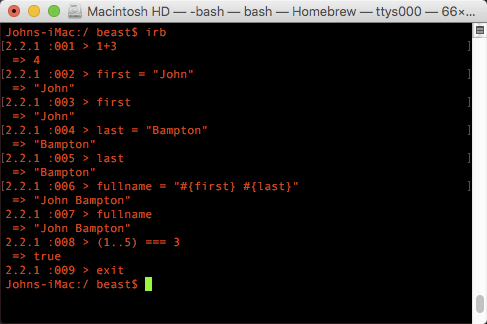 Macintosh HD — -bash — bash — Homebrew — ttys000 — 66×...
Johns-iMac:/ beast$ irb
[2.2.1 :001 > 1+3 ]
 => 4
[2.2.1 :002 > first = "John" ]
 => "John"
[2.2.1 :003 > first ]
 => "John"
[2.2.1 :004 > last = "Bampton" ]
 => "Bampton"
[2.2.1 :005 > last ]
 => "Bampton"
[2.2.1 :006 > fullname = "#{first} #{last}" ]
 => "John Bampton"
2.2.1 :007 > fullname
 => "John Bampton"
2.2.1 :008 > (1..5) === 3
 => true
2.2.1 :009 > exit
Johns-iMac:/ beast$